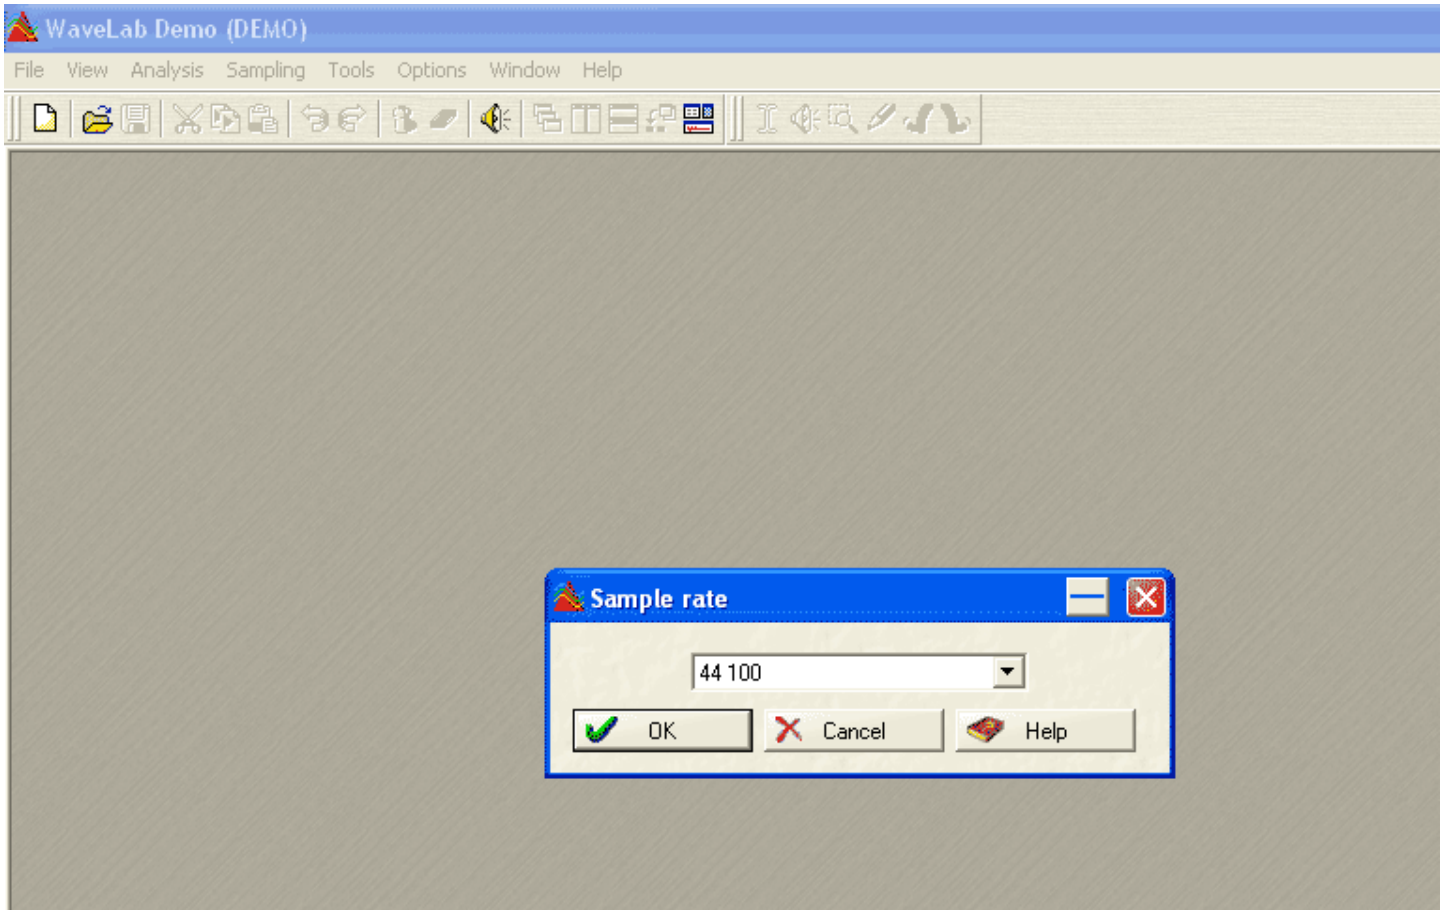 WaveLab Demo (DEMO)
File View Analysis Sampling Tools Options Window Help
Sample rate
44 100
OK Cancel Help